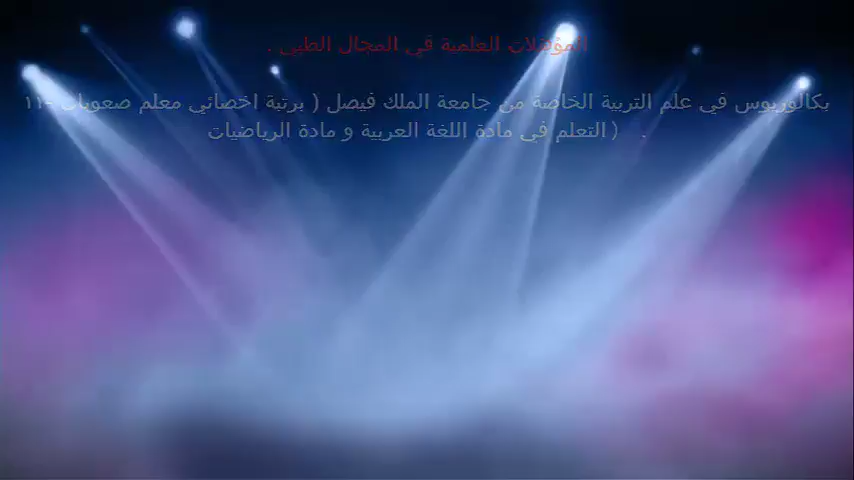 المؤهلات العلمية في المجال الطبي .
١١- بكالوريوس في علم التربية الخاصة من جامعة الملك فيصل ( برتبة اخصائي معلم صعوبات
التعلم في مادة اللغة العربية و مادة الرياضيات ) .